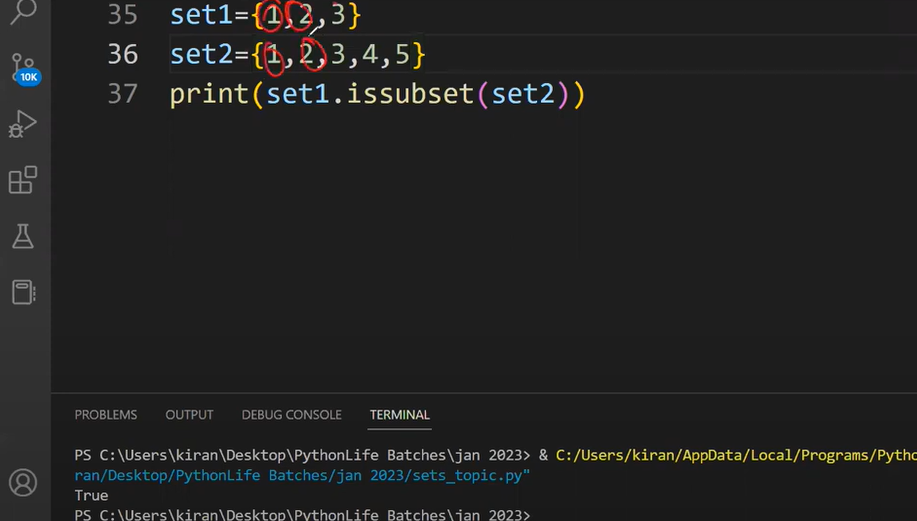 35 set1={1,2,3}
36 set2={1,2,3,4,5}
37 print(set1.issubset(set2))
10K
PROBLEMS OUTPUT DEBUG CONSOLE TERMINAL
PS C:\Users\kiran\Desktop\PythonLife Batches\jan 2023> & C:/Users/kiran/AppData/Local/Programs/Pytho
ran/Desktop/PythonLife Batches/jan 2023/sets_topic.py"
True
PS C:\Users\kiran\Desktop\PythonLife Batches\jan 2023>